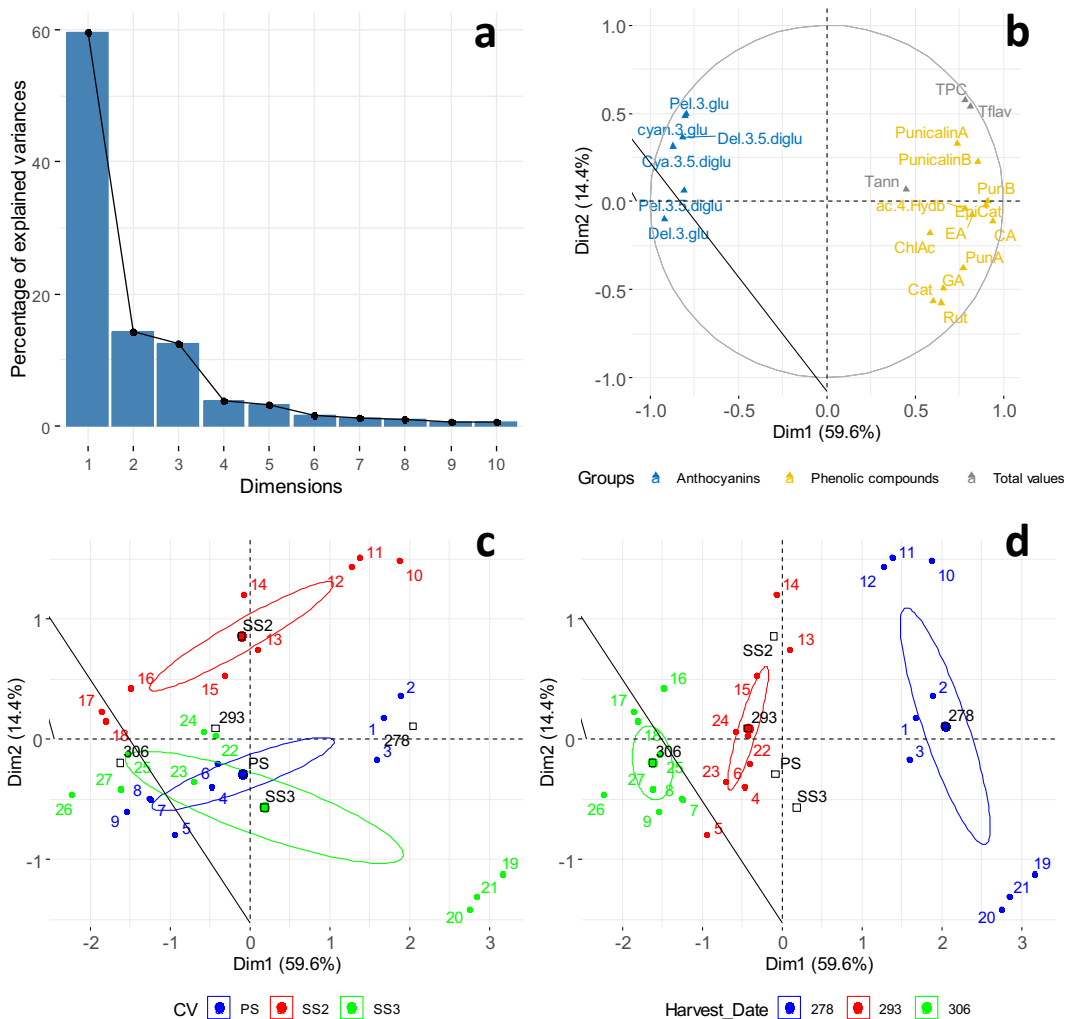 a
60
40
20
0
Percentage of explained variances
1 2 3 4 5 6 7 8 9 10
Dimensions
b
1.0
0.5
0.0
-0.5
-1.0
Dim2 (14.4%)
TPC
Tflav
Pel.3.glu
cyan.3.glu
Del.3.5.diglu
Cya.3.5.diglu
Pel.3.5.diglu
Del.3.glu
PunicalinA
PunicalinB
Tann
PunB
ac.4.Hydb
EpiCat
EA
CA
ChlAc
PunA
GA
Cat
Rut
-1.0 -0.5 0.0 0.5 1.0
Dim1 (59.6%)
Groups a Anthocyanins a Phenolic compounds a Total values
c
1
0
-1
Dim2 (14.4%)
11
12
10
14
SS2
13
16
15
17
18
293
24
22
2
1
278
3
306
25
23
6
PS
27
26
8
7
4
SS3
9
5
19
21
20
-2 -1 0 1 2 3
Dim1 (59.6%)
CV PS SS2 SS3
d
1
0
-1
Dim2 (14.4%)
11
12
10
14
SS2
13
16
15
17
18
24
293
22
2
1
278
3
306
25
23
6
PS
27
26
8
7
4
SS3
9
5
19
21
20
-2 -1 0 1 2 3
Dim1 (59.6%)
Harvest_Date 278 293 306